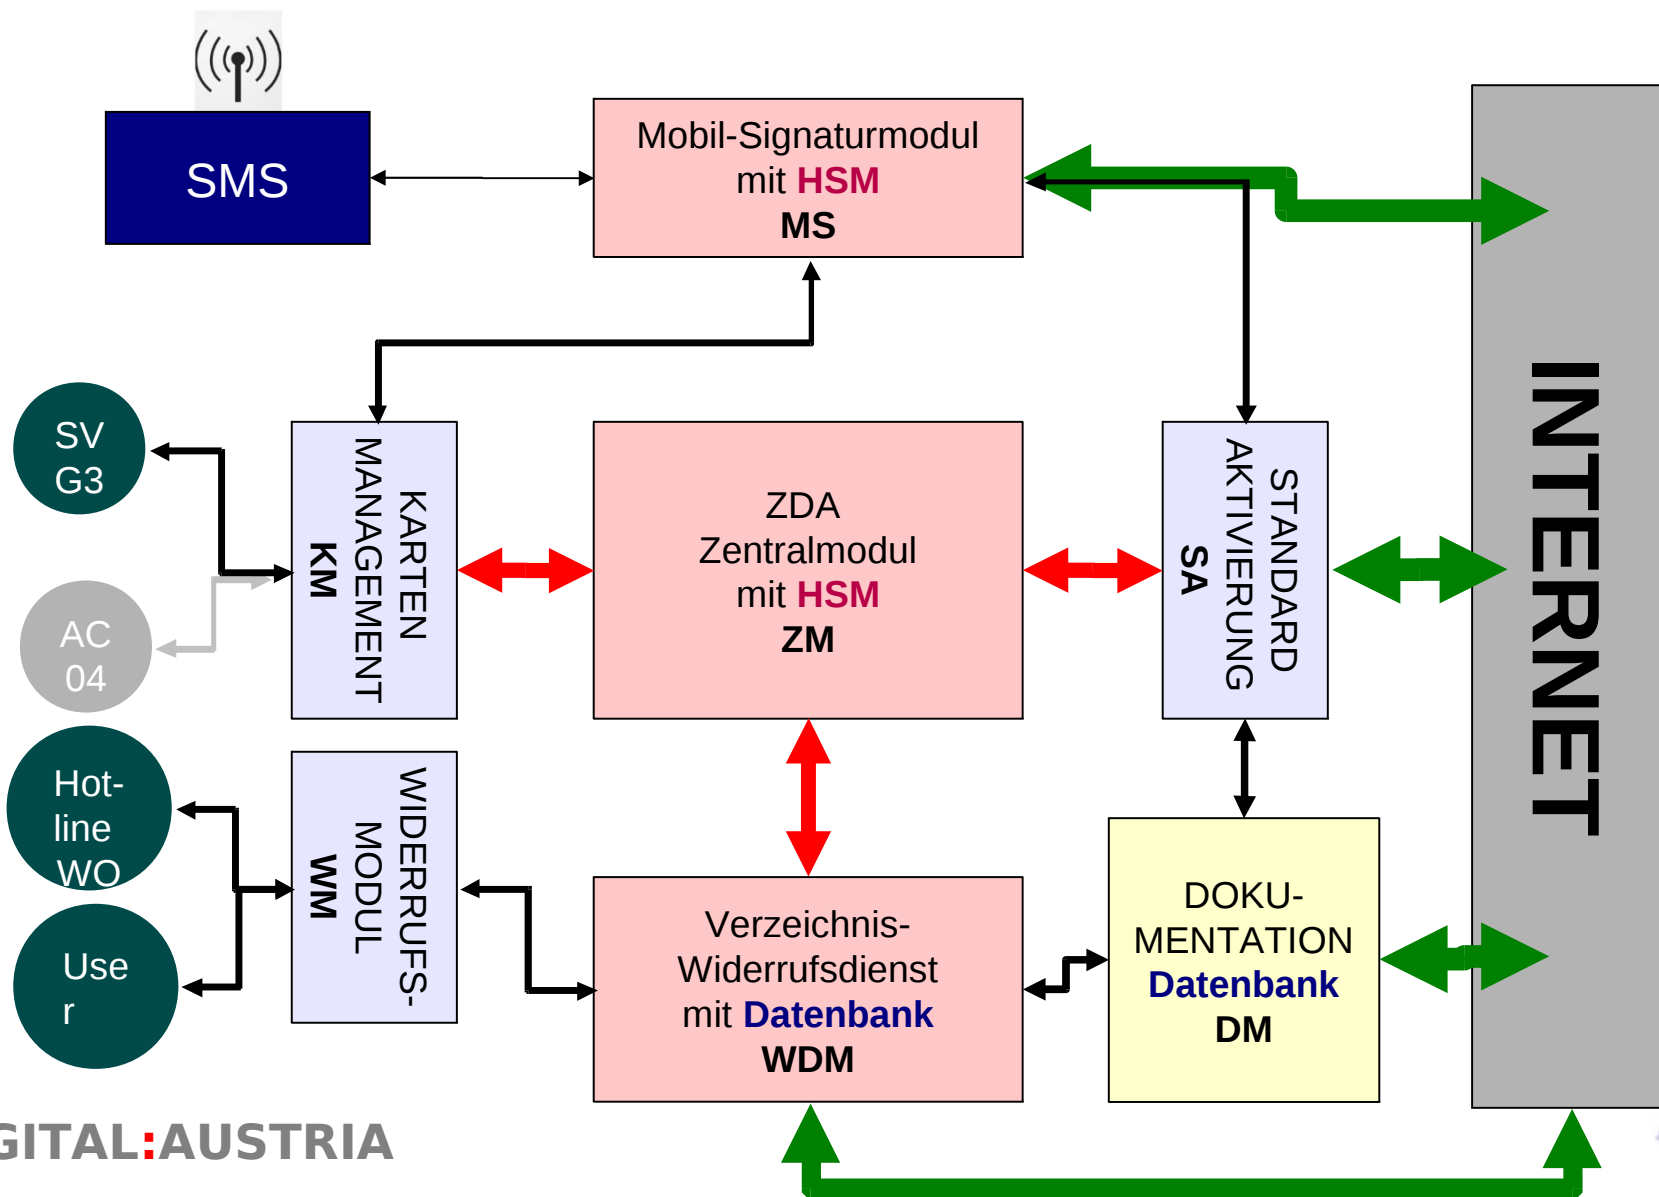 SMS
Mobil-Signaturmodul
mit HSM
MS
SV
G3
AC
04
KARTEN
MANAGEMENT
KM
ZDA
Zentralmodul
mit HSM
ZM
STANDARD
AKTIVIERUNG
SA
INTERNET
Hot-
line
WO
Use
r
WIDERRUFS-
MODUL
WM
Verzeichnis-
Widerrufsdienst
mit Datenbank
WDM
DOKU-
MENTATION
Datenbank
DM
GITAL:AUSTRIA